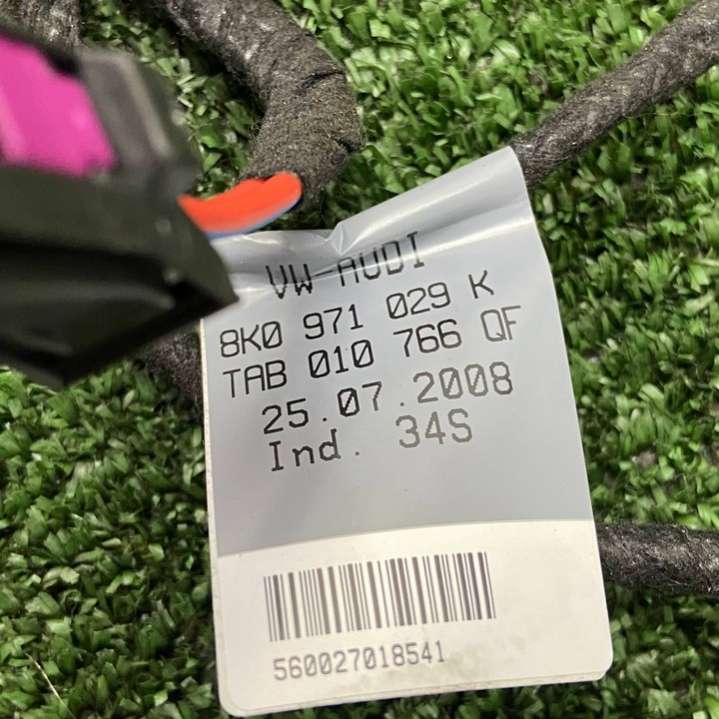 VW-AUDI
8K0 971 029 K
TAB 010 766 QF
25.07.2008
Ind. 34S
560027018541